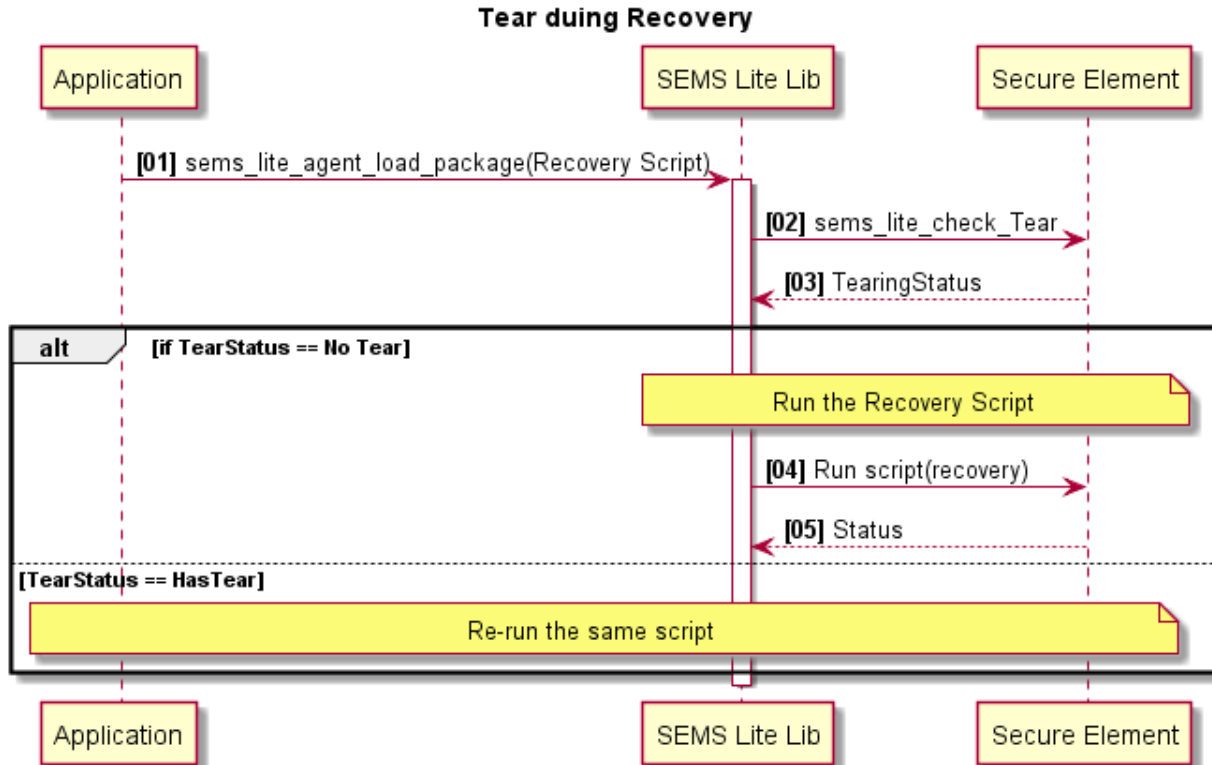 Tear duing Recovery
Application
SEMS Lite Lib
Secure Element
[01] sems_lite_agent_load_package(Recovery Script)
[02] sems_lite_check_Tear
[03] TearingStatus
alt
[if TearStatus == No Tear]
Run the Recovery Script
[04] Run script(recovery)
[05] Status
[TearStatus == HasTear]
Re-run the same script
Application
SEMS Lite Lib
Secure Element